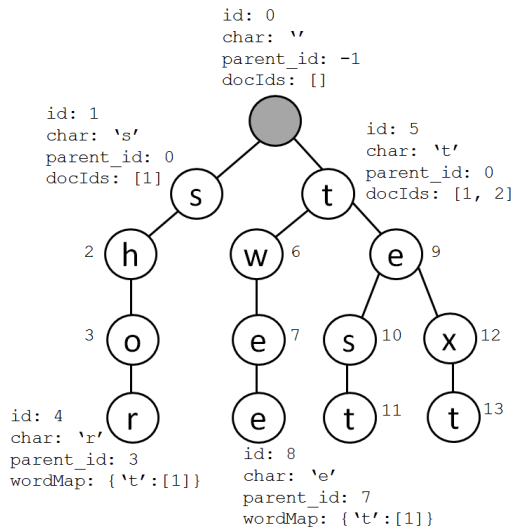 id: 0
char: ‘’
parent_id: -1
docIds: []
id: 1
char: ‘s’
parent_id: 0
docIds: [1]
id: 5
char: ‘t’
parent_id: 0
docIds: [1, 2]
s
t
2
h
w
6
e
9
3
o
e
7
s
10
x
12
r
e
t
11
t
13
id: 4
char: ‘r’
parent_id: 3
wordMap: {‘t’:[1]}
id: 8
char: ‘e’
parent_id: 7
wordMap: {‘t’:[1]}